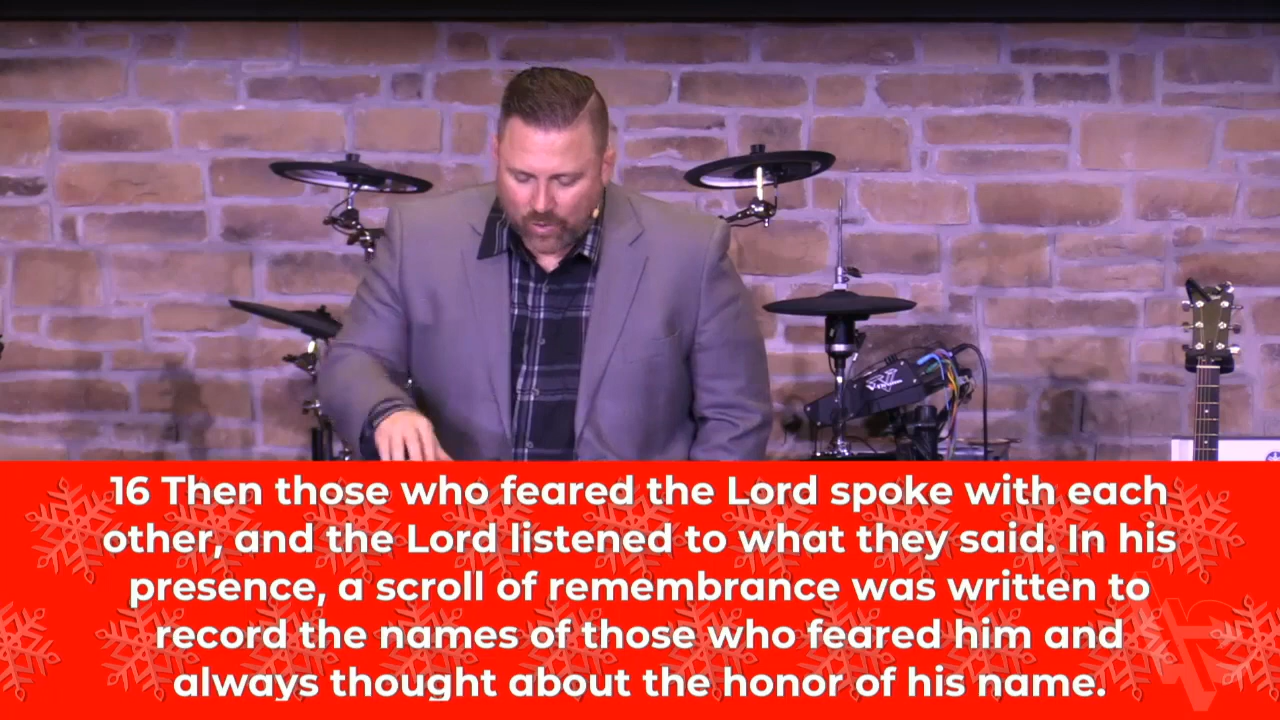 16 Then those who feared the Lord spoke with each
other, and the Lord listened to what they said. In his
presence, a scroll of remembrance was written to
record the names of those who feared him and
always thought about the honor of his name.